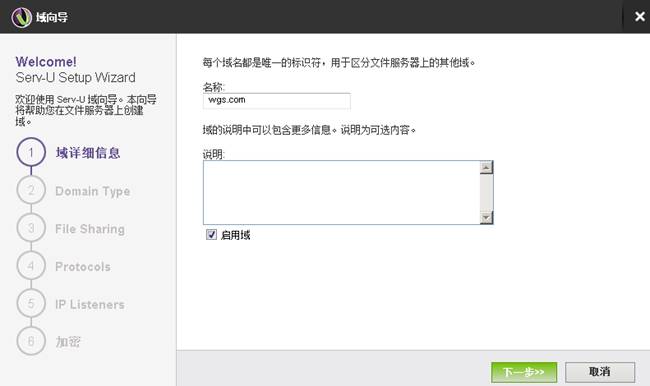 域向导
Welcome!
Serv-U Setup Wizard
欢迎使用 Serv-U 域向导。本向导
将帮助您在文件服务器上创建
域。
1 域详细信息
2 Domain Type
3 File Sharing
4 Protocols
5 IP Listeners
6 加密
每个域名都是唯一的标识符，用于区分文件服务器上的其他域。
名称:
wgs.com
域的说明中可以包含更多信息。说明为可选内容。
说明:
启用域
下一步>>
取消